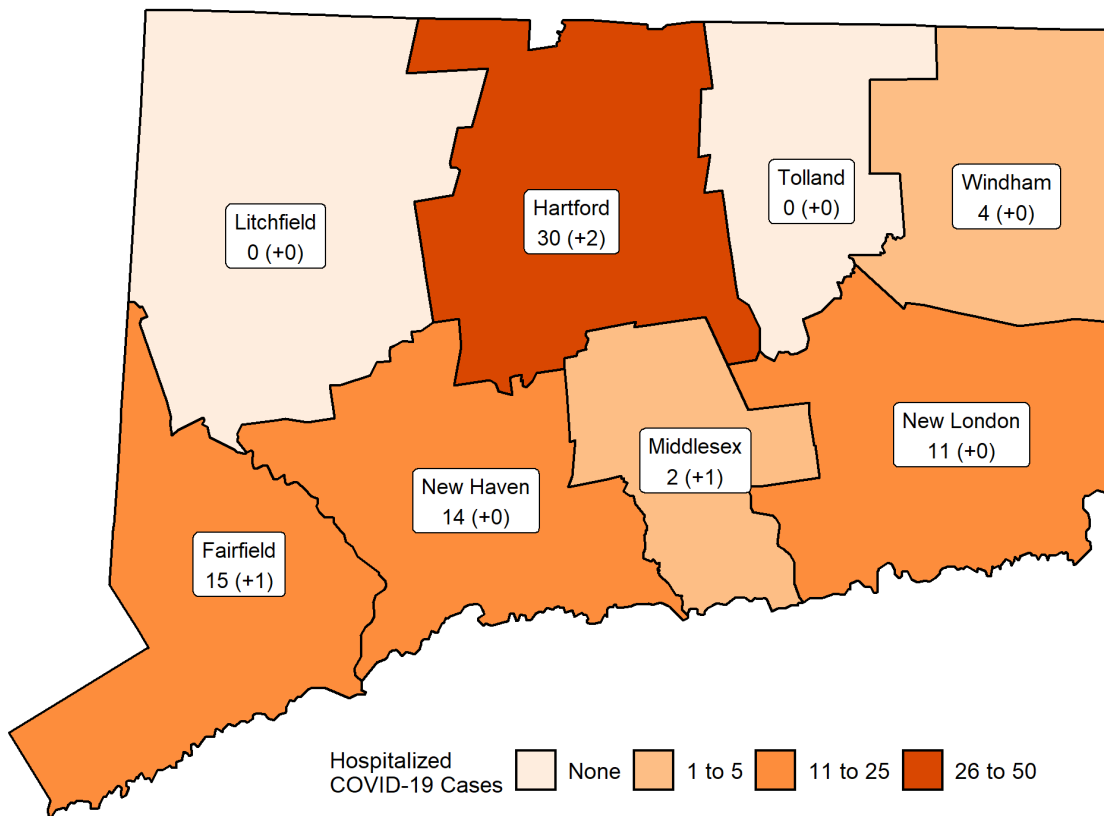 Litchfield
0 (+0)
Hartford
30 (+2)
Tolland
0 (+0)
Windham
4 (+0)
Fairfield
15 (+1)
New Haven
14 (+0)
Middlesex
2 (+1)
New London
11 (+0)
Hospitalized
COVID-19 Cases
None
1 to 5
11 to 25
26 to 50